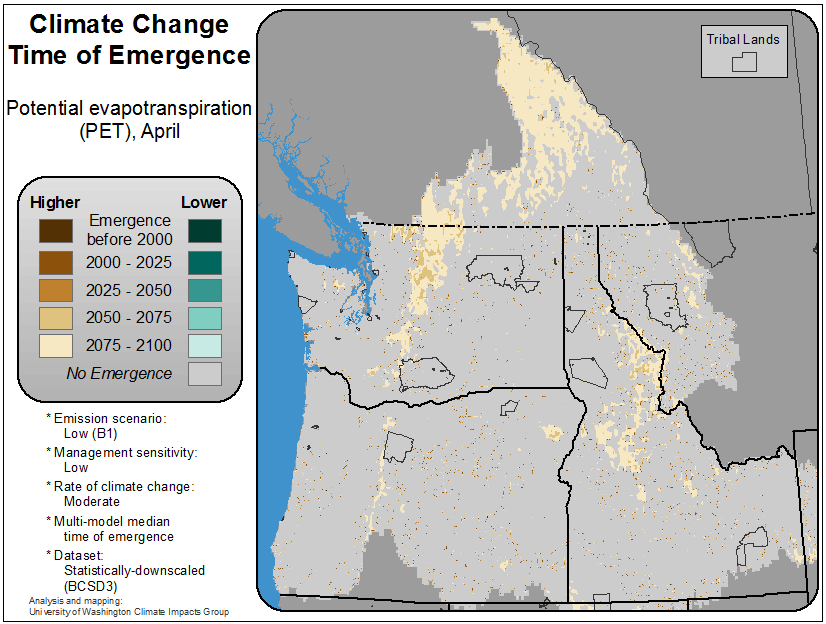 Climate Change
Time of Emergence
Potential evapotranspiration
(PET), April
Higher Lower
Emergence
before 2000
2000 - 2025
2025 - 2050
2050 - 2075
2075 - 2100
No Emergence
* Emission scenario:
Low (B1)
* Management sensitivity:
Low
* Rate of climate change:
Moderate
* Multi-model median
time of emergence
* Dataset:
Statistically-downscaled
(BCSD3)
Analysis and mapping:
University of Washington Climate Impacts Group
Tribal Lands